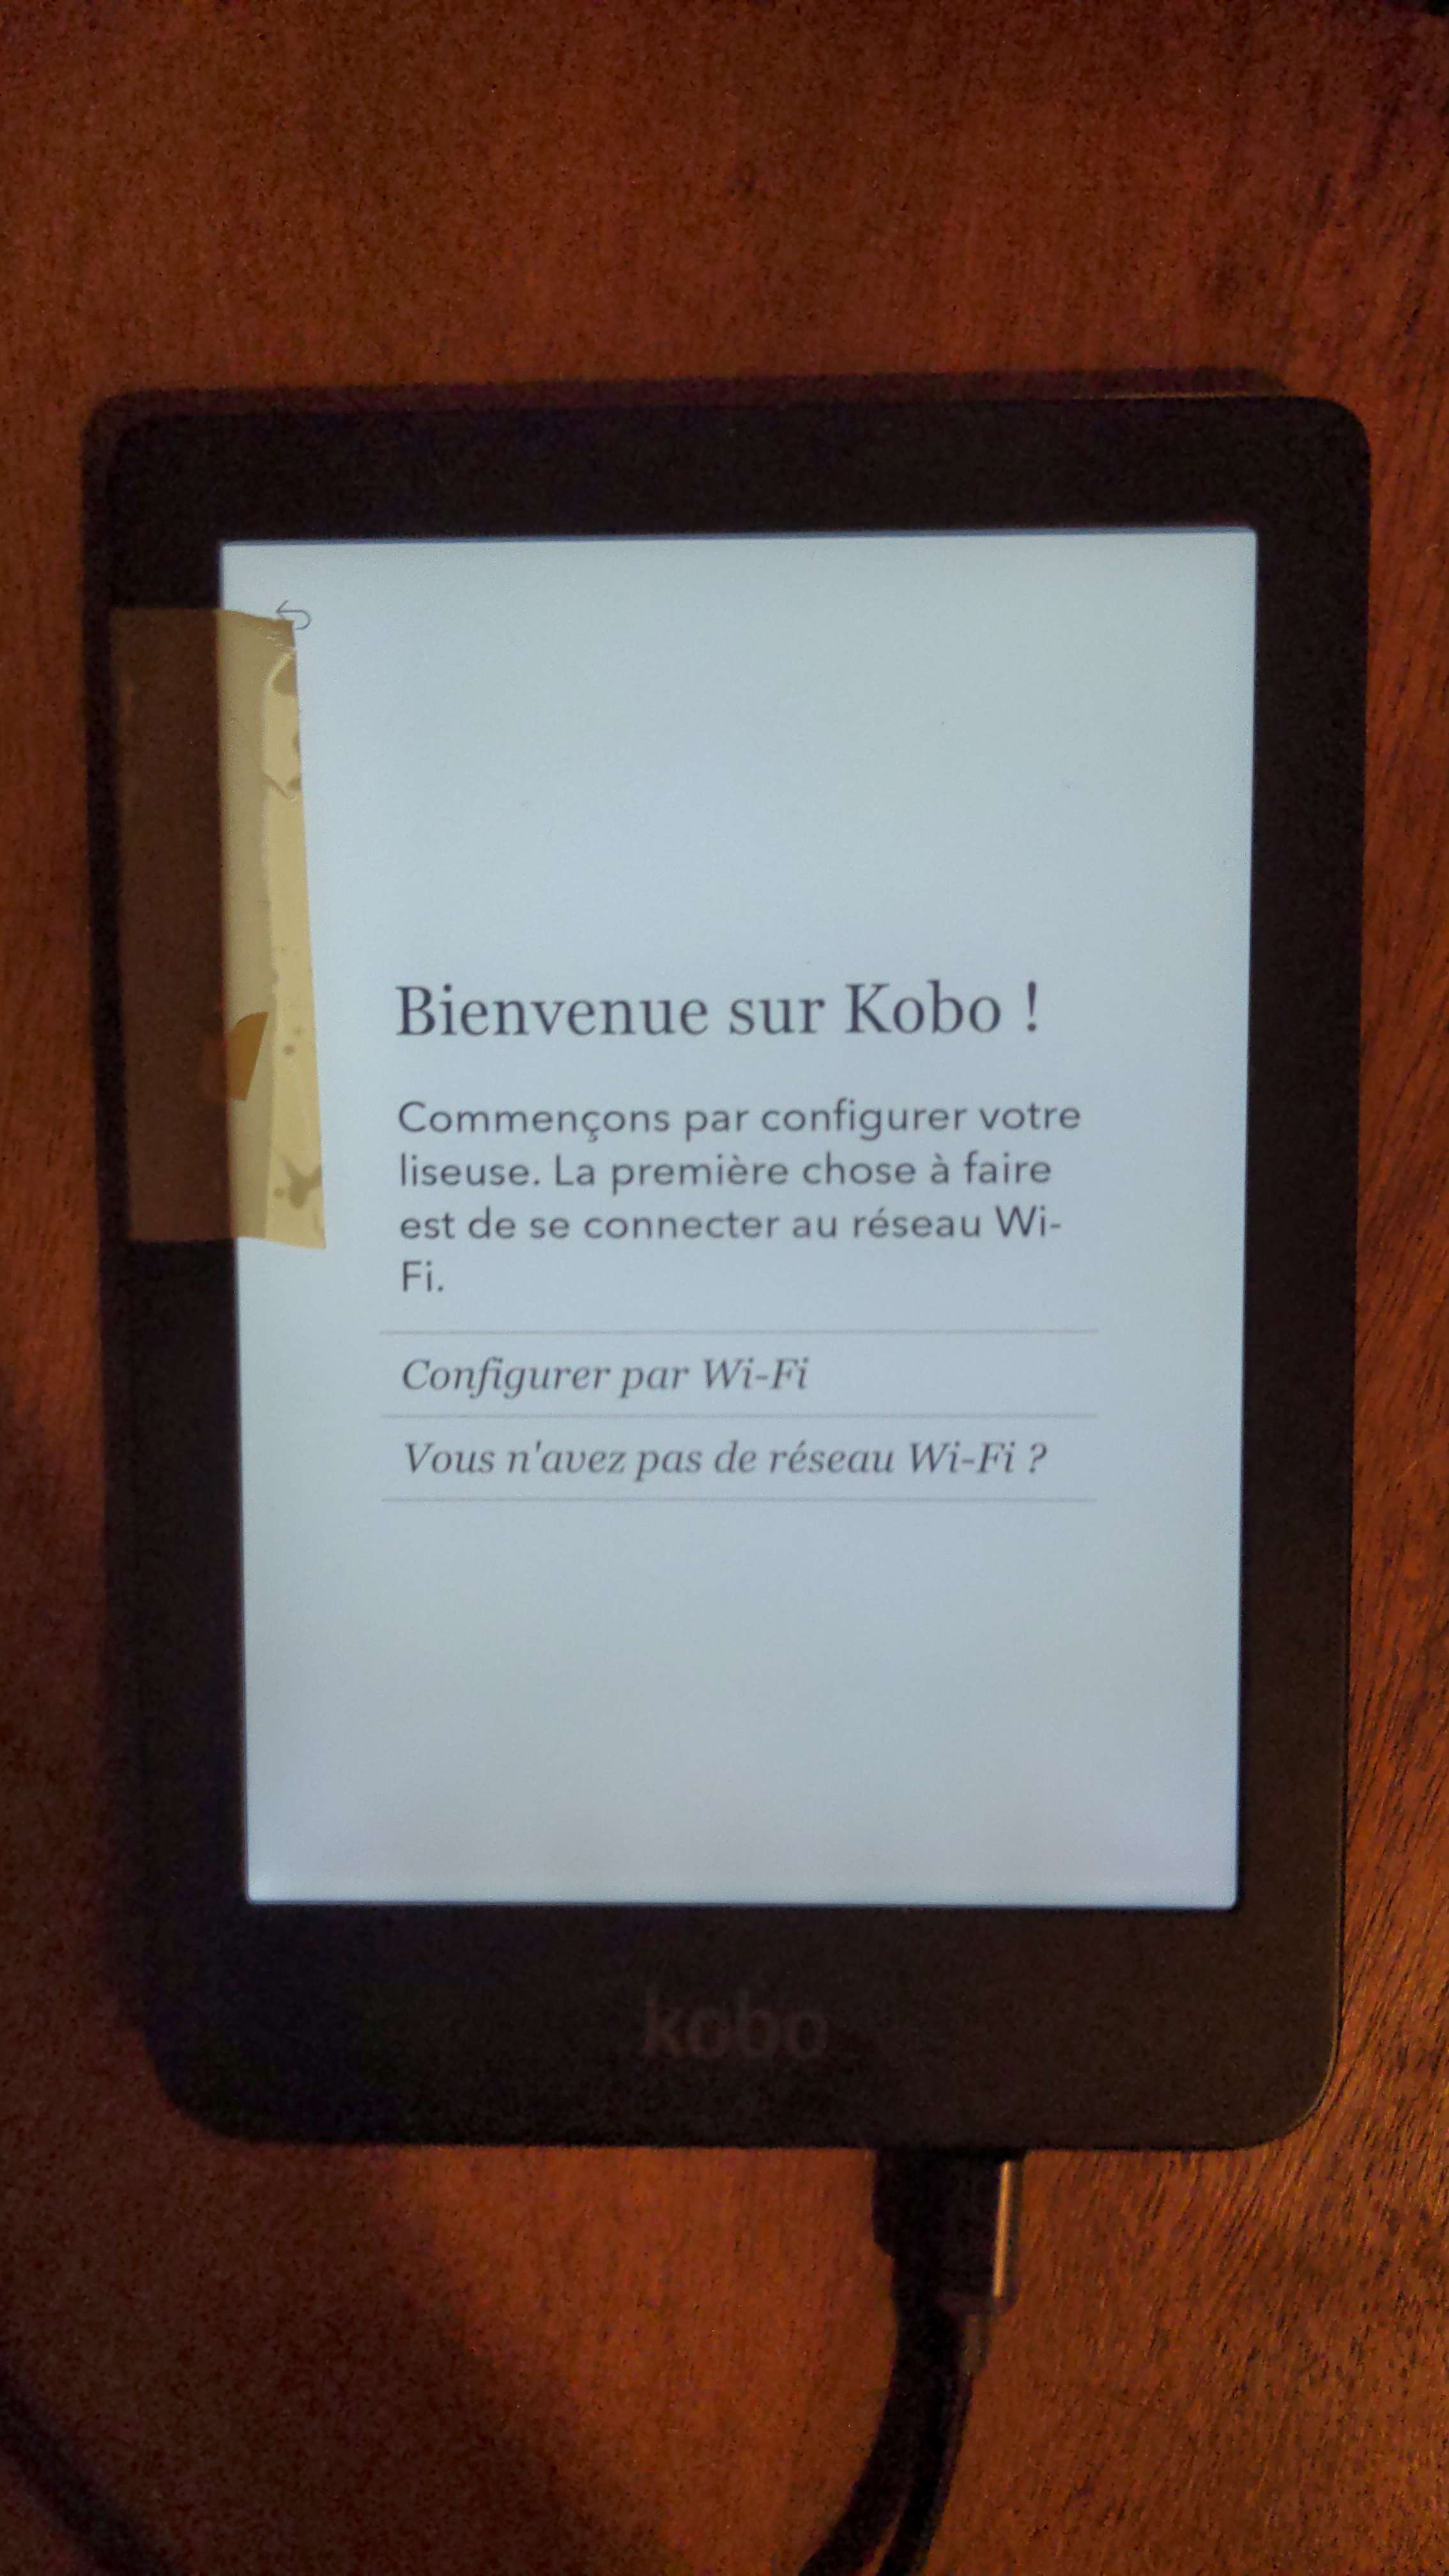 Bienvenue sur Kobo !
Commençons par configurer votre
liseuse. La première chose à faire
est de se connecter au réseau Wi-
Fi.
Configurer par Wi-Fi
Vous n'avez pas de réseau Wi-Fi ?
kobo